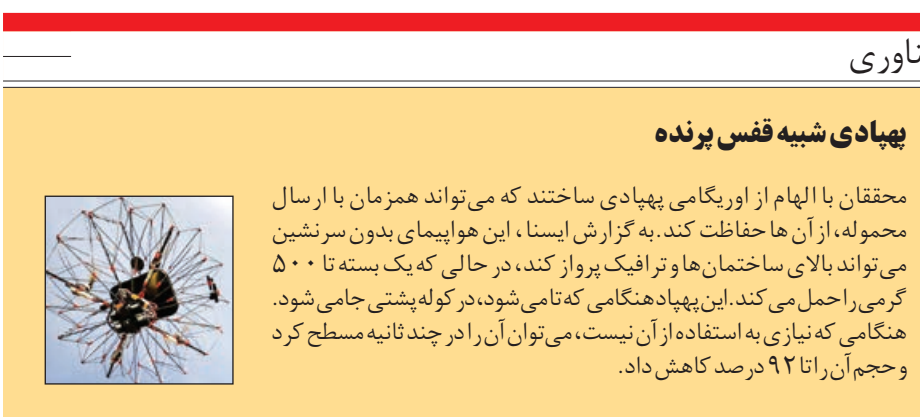 ناوری
پهپادی شبیه قفس پرنده
محققان با الهام از اوریگامی پهپادی ساختند که می‌تواند همزمان با ارسال
محموله، از آن ها حفاظت کند. به گزارش ایسنا ، این هواپیمای بدون سرنشین
می‌تواند بالای ساختمان‌ها و ترافیک پرواز کند، در حالی که یک بسته تا ۵۰۰
گرمی را حمل می کند. این پهپاد هنگامی که تا می‌شود، در کوله پشتی جا می‌شود.
هنگامی که نیازی به استفاده از آن نیست، می‌توان آن را در چند ثانیه مسطح کرد
و حجم آن را تا ۹۲ درصد کاهش داد.